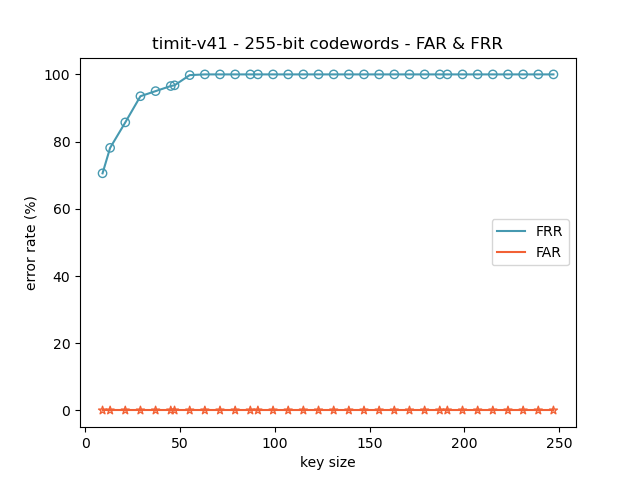 timit-v41 - 255-bit codewords - FAR & FRR
100
80
60
40
20
0
error rate (%)
FRR
FAR
0 50 100 150 200 250
key size